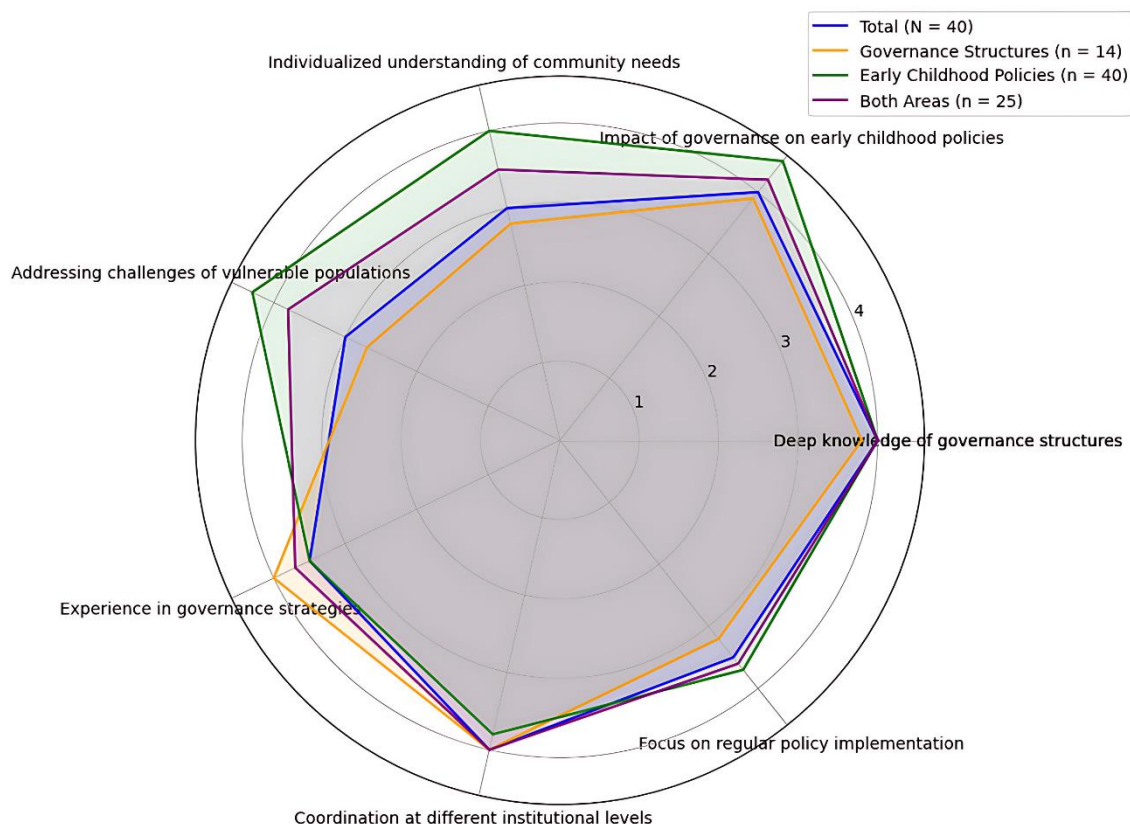 Total (N = 40)
Governance Structures (n = 14)
Early Childhood Policies (n = 40)
Both Areas (n = 25)
Individualized understanding of community needs
Impact of governance on early childhood policies
Addressing challenges of vulnerable populations
4
3
2
1
Deep knowledge of governance structures
Experience in governance strategies
Focus on regular policy implementation
Coordination at different institutional levels